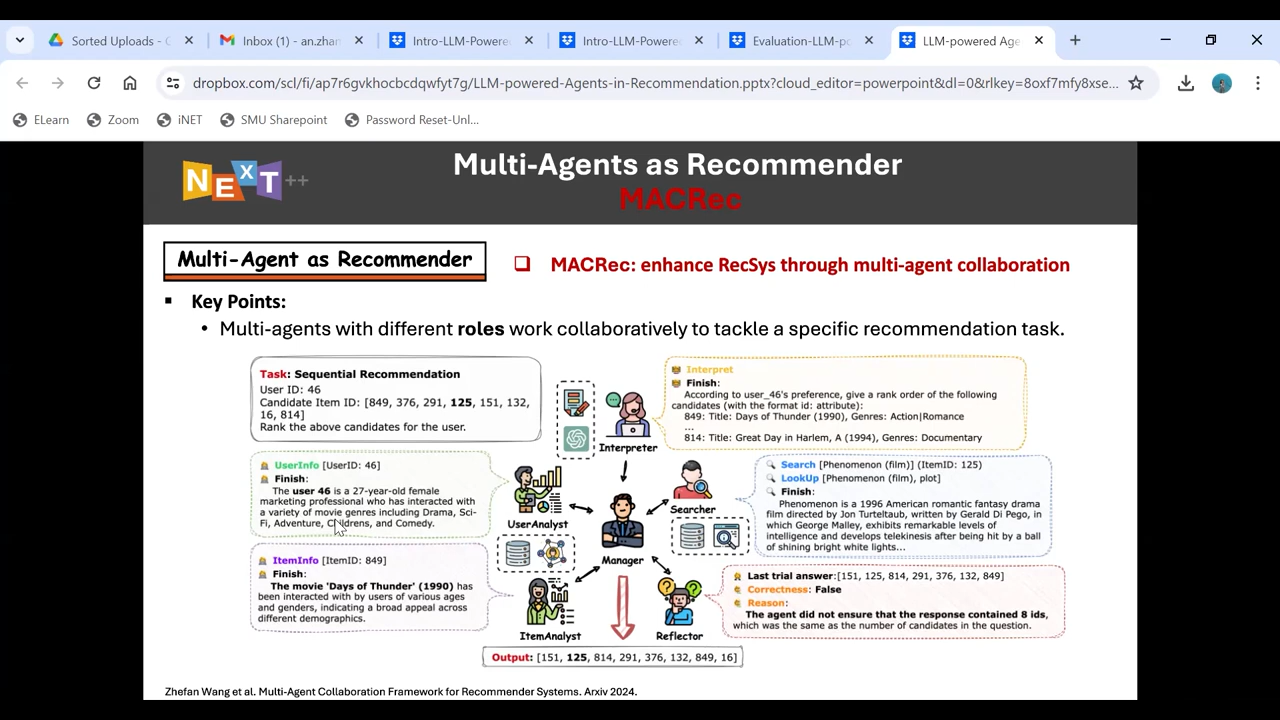 Sorted Uploads - G
Inbox (1) - an.zhan
Intro-LLM-Powere
Intro-LLM-Powere
Evaluation-LLM-po
LLM-powered Age
dropbox.com/scl/fi/ap7r6gvkhocbcdqwfyt7g/LLM-powered-Agents-in-Recommendation.pptx?cloud_editor=powerpoint&dl=0&rlkey=8oxf7mfy8xse...
ELearn
Zoom
iNET
SMU Sharepoint
Password Reset-Unl...
NExT++
Multi-Agents as Recommender
MACRec
Multi-Agent as Recommender
MACRec: enhance RecSys through multi-agent collaboration
Key Points:
• Multi-agents with different roles work collaboratively to tackle a specific recommendation task.
Task: Sequential Recommendation
User ID: 46
Candidate Item ID: [849, 376, 291, 125, 151, 132,
16, 814]
Rank the above candidates for the user.
Interpreter
Interpret
Finish:
According to user_46's preference, give a rank order of the following
candidates (with the format id: attribute):
849: Title: Days of Thunder (1990), Genres: Action|Romance
...
814: Title: Great Day in Harlem, A (1994), Genres: Documentary
UserInfo [UserID: 46]
Finish:
The user 46 is a 27-year-old female
marketing professional who has interacted with
a variety of movie genres including Drama, Sci-
Fi, Adventure, Childrens, and Comedy.
UserAnalyst
Manager
Searcher
Search [Phenomenon (film)] (ItemID: 125)
LookUp [Phenomenon (film), plot]
Finish:
Phenomenon is a 1996 American romantic fantasy drama
film directed by Jon Turteltaub, written by Gerald Di Pego, in
which George Malley, exhibits remarkable levels of
intelligence and develops telekinesis after being hit by a ball
of shining bright white lights...
ItemInfo [ItemID: 849]
Finish:
The movie 'Days of Thunder' (1990) has
been interacted with by users of various ages
and genders, indicating a broad appeal across
different demographics.
ItemAnalyst
Reflector
Last trial answer:[151, 125, 814, 291, 376, 132, 849]
Correctness: False
Reason:
The agent did not ensure that the response contained 8 ids,
which was the same as the number of candidates in the question.
Output: [151, 125, 814, 291, 376, 132, 849, 16]
Zhefan Wang et al. Multi-Agent Collaboration Framework for Recommender Systems. Arxiv 2024.